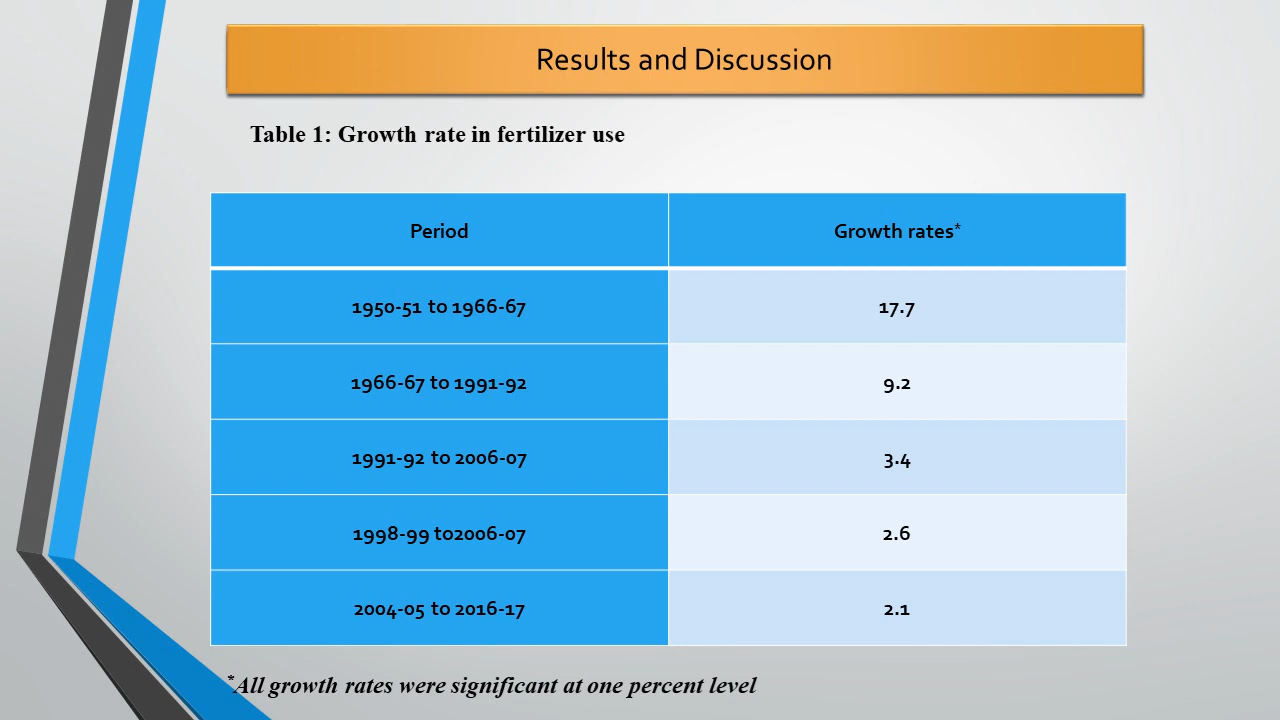 Results and Discussion
Table 1: Growth rate in fertilizer use
Period Growth rates*
1950-51 to 1966-67 17.7
1966-67 to 1991-92 9.2
1991-92 to 2006-07 3.4
1998-99 to2006-07 2.6
2004-05 to 2016-17 2.1
*All growth rates were significant at one percent level